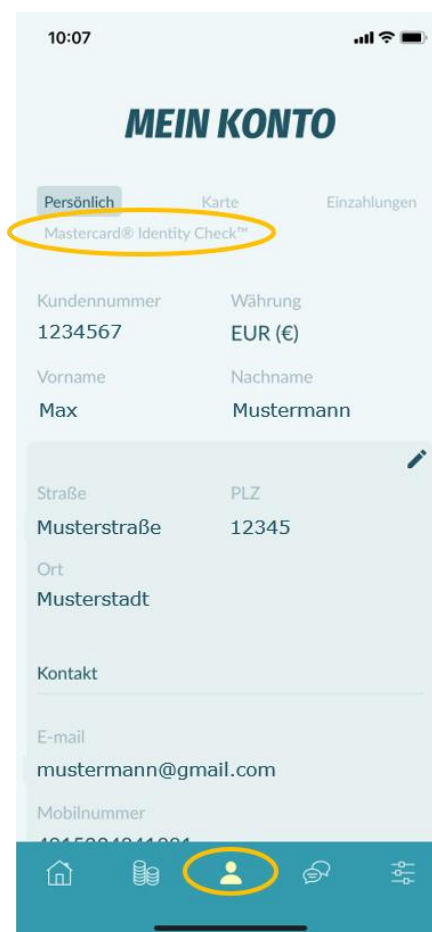 10:07
MEIN KONTO
Persönlich Karte Einzahlungen
Mastercard® Identity Check™
Kundennummer Währung
1234567 EUR (€)
Vorname Nachname
Max Mustermann
Straße PLZ
Musterstraße 12345
Ort
Musterstadt
Kontakt
E-mail
mustermann@gmail.com
Mobilnummer